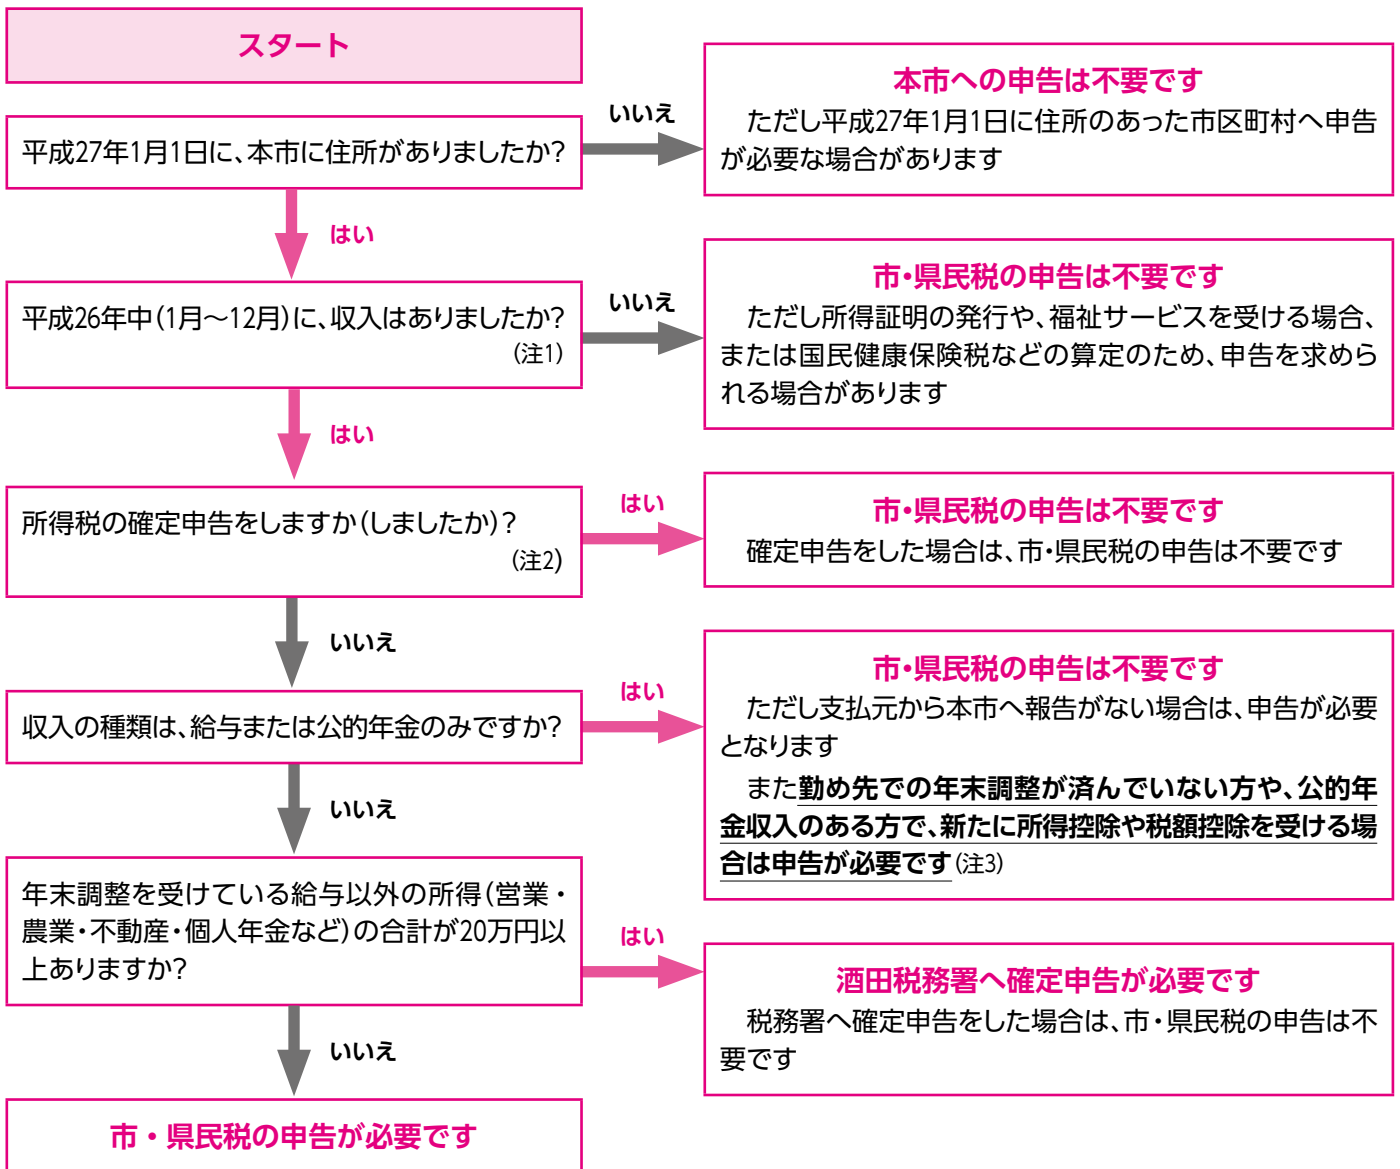 スタート
平成27年1月1日に、本市に住所がありましたか?
いいえ
本市への申告は不要です
ただし平成27年1月1日に住所のあった市区町村へ申告
が必要な場合があります
はい
平成26年中(1月〜12月)に、収入はありましたか?
(注1)
いいえ
市・県民税の申告は不要です
ただし所得証明の発行や、福祉サービスを受ける場合、
または国民健康保険税などの算定のため、申告を求めら
れる場合があります
はい
所得税の確定申告をしますか(しましたか)?
(注2)
はい
市・県民税の申告は不要です
確定申告をした場合は、市・県民税の申告は不要です
いいえ
収入の種類は、給与または公的年金のみですか?
はい
市・県民税の申告は不要です
ただし支払元から本市へ報告がない場合は、申告が必要
となります
また勤め先での年末調整が済んでいない方や、公的年
金収入のある方で、新たに所得控除や税額控除を受ける場
合は申告が必要です(注3)
いいえ
年末調整を受けている給与以外の所得(営業・
農業・不動産・個人年金など)の合計が20万円以
上ありますか?
はい
酒田税務署へ確定申告が必要です
税務署へ確定申告をした場合は、市・県民税の申告は不
要です
いいえ
市・県民税の申告が必要です